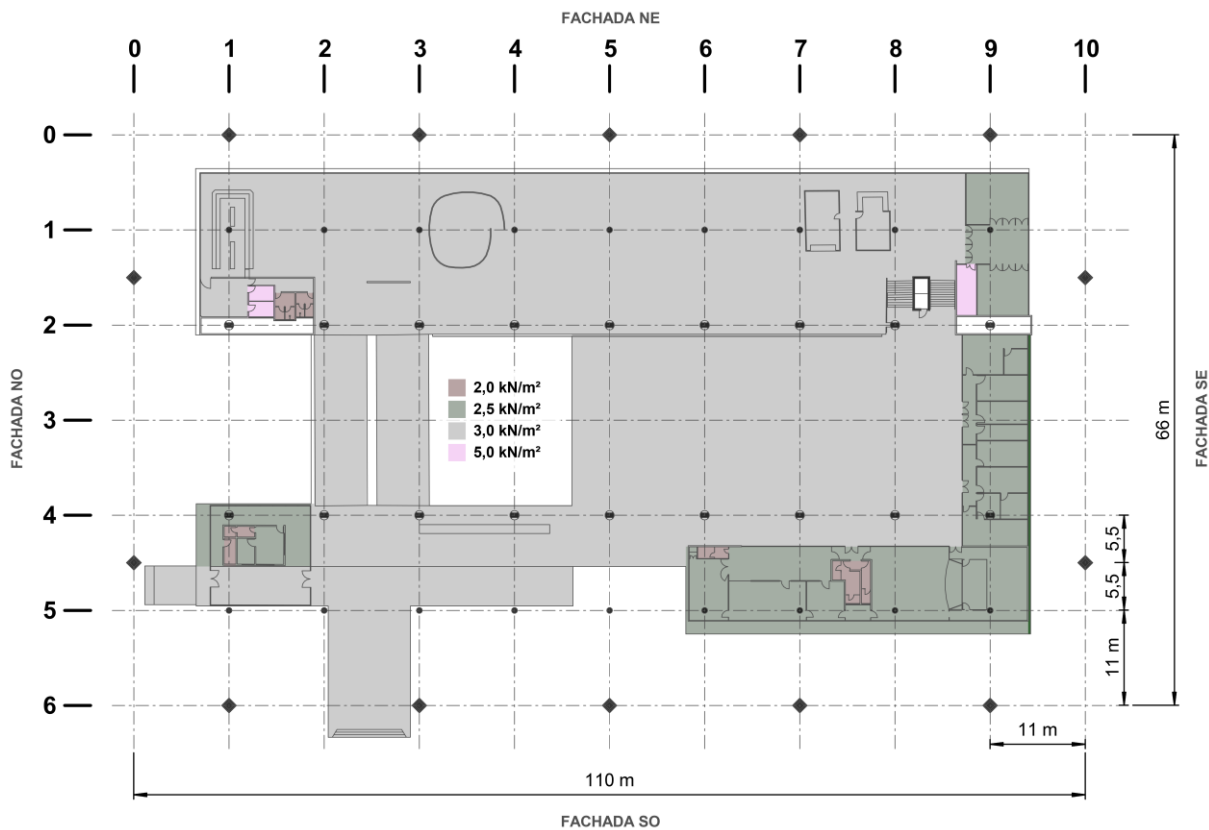 FACHADA NE
0 1 2 3 4 5 6 7 8 9 10
0
1
2
3
4
5
6
FACHADA NO
2,0 kN/m²
2,5 kN/m²
3,0 kN/m²
5,0 kN/m²
66 m
FACHADA SE
5,5
5,5
11 m
11 m
110 m
FACHADA SO